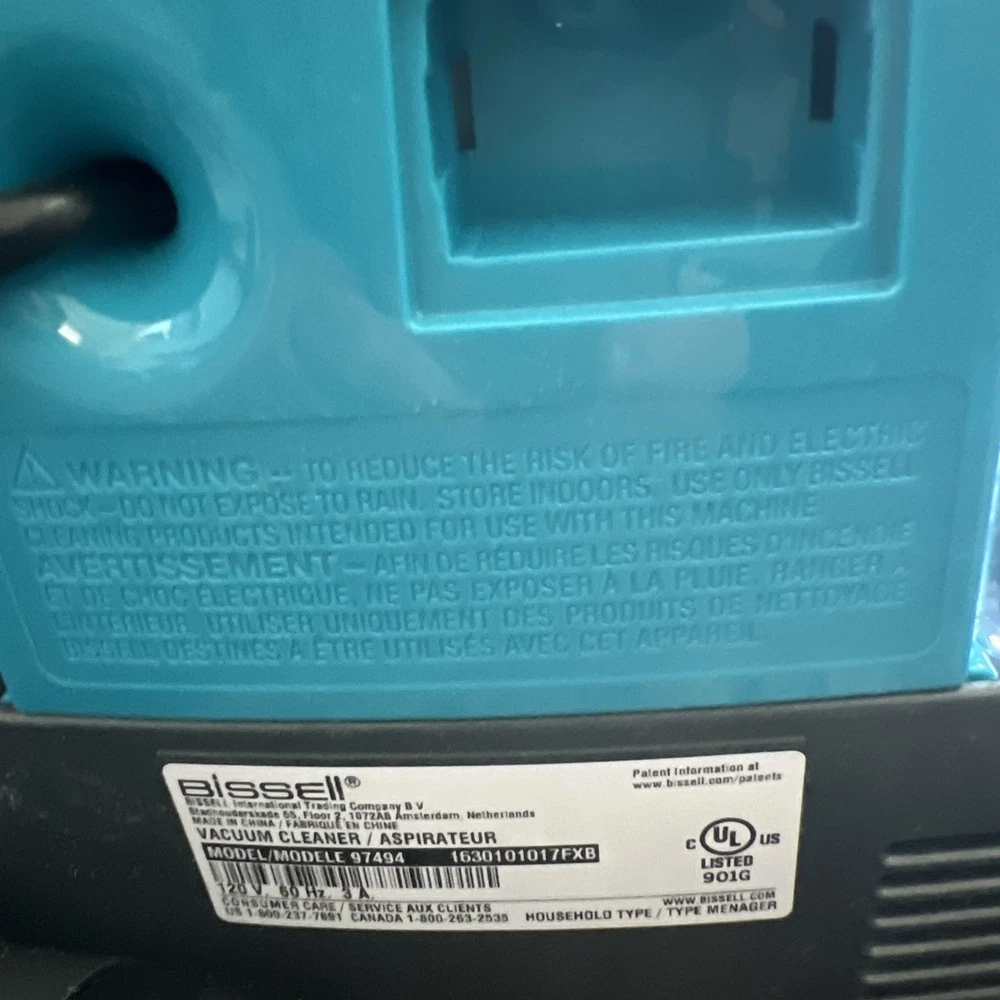 WARNING -- TO REDUCE THE RISK OF FIRE AND ELECTRIC
SHOCK -- DO NOT EXPOSE TO RAIN. STORE INDOORS. USE ONLY BISSELL
CLEANING PRODUCTS INTENDED FOR USE WITH THIS MACHINE
AVERTISSEMENT -- AFIN DE RÉDUIRE LES RISQUES D'INCENDIE
ET DE CHOC ÉLECTRIQUE, NE PAS EXPOSER À LA PLUIE. RANGER À
L'INTÉRIEUR. UTILISER UNIQUEMENT DES PRODUITS DE NETTOYAGE
BISSELL DESTINÉS À ÊTRE UTILISÉS AVEC CET APPAREIL
BISSELL®
Patent Information at
www.bissell.com/patents
BISSELL International Trading Company B V
Stadhouderskade 55, Floor 2, 1072AB Amsterdam, Netherlands
MADE IN CHINA / FABRIQUÉ EN CHINE
VACUUM CLEANER / ASPIRATEUR
MODEL/MODELE 97494 1630101017FXB
120 V, 60 Hz, 3 A
C UL US
LISTED
901G
CONSUMER CARE / SERVICE AUX CLIENTS
US 1-800-237-7691 CANADA 1-800-263-2535
WWW.BISSELL.COM
HOUSEHOLD TYPE / TYPE MENAGER